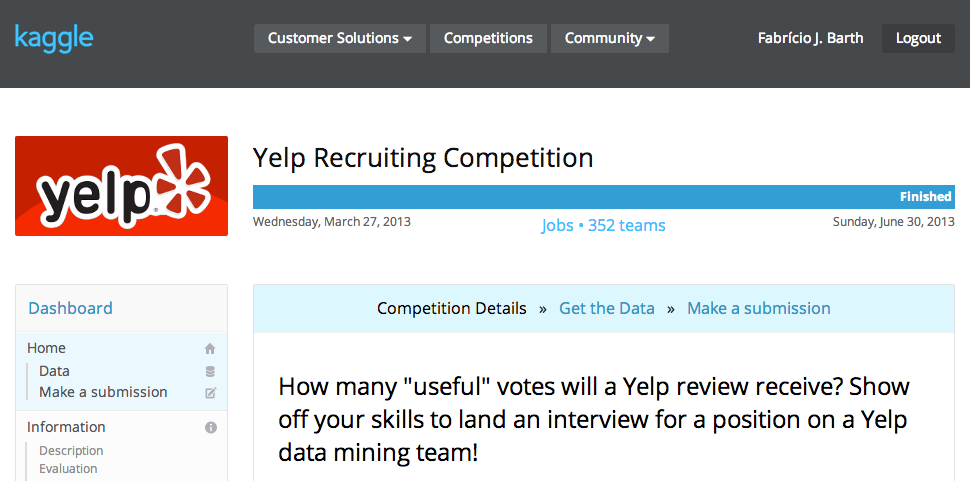 kaggle
Customer Solutions
Competitions
Community
Fabrício J. Barth
Logout
yelp
Yelp Recruiting Competition
Finished
Wednesday, March 27, 2013
Jobs • 352 teams
Sunday, June 30, 2013
Dashboard
Home
Data
Make a submission
Information
Description
Evaluation
Competition Details » Get the Data » Make a submission
How many "useful" votes will a Yelp review receive? Show
off your skills to land an interview for a position on a Yelp
data mining team!